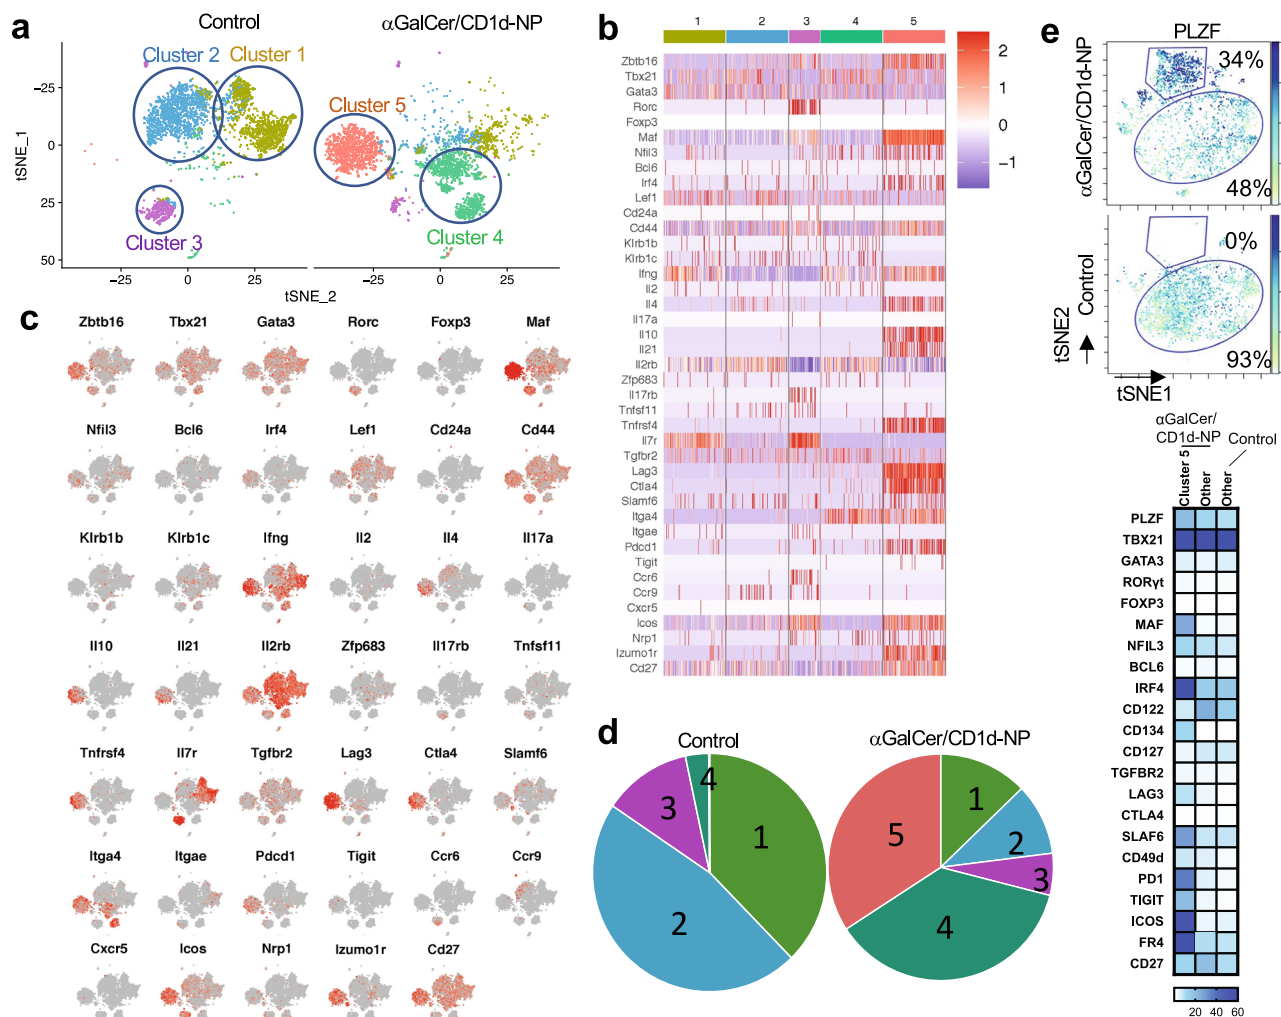 a
Control
αGalCer/CD1d-NP
Cluster 2
Cluster 1
Cluster 3
Cluster 5
Cluster 4
−25
0
25
50
tSNE_1
−25
0
25
−25
0
25
tSNE_2
b
1
2
3
4
5
Zbtb16
Tbx21
Gata3
Rorc
Foxp3
Maf
Nfil3
Bcl6
Irf4
Lef1
Cd24a
Cd44
Klrb1b
Klrb1c
Ifng
Il2
Il4
Il17a
Il10
Il21
Il2rb
Zfp683
Il17rb
Tnfsf11
Tnfrsf4
Il7r
Tgfbr2
Lag3
Ctla4
Slamf6
Itga4
Itgae
Pdcd1
Tigit
Ccr6
Ccr9
Cxcr5
Icos
Nrp1
Izumo1r
Cd27
2
1
0
−1
c
Zbtb16 Tbx21 Gata3 Rorc Foxp3 Maf
Nfil3 Bcl6 Irf4 Lef1 Cd24a Cd44
Klrb1b Klrb1c Ifng Il2 Il4 Il17a
Il10 Il21 Il2rb Zfp683 Il17rb Tnfsf11
Tnfrsf4 Il7r Tgfbr2 Lag3 Ctla4 Slamf6
Itga4 Itgae Pdcd1 Tigit Ccr6 Ccr9
Cxcr5 Icos Nrp1 Izumo1r Cd27
d
Control
1
2
3
4
αGalCer/CD1d-NP
1
2
3
4
5
e
PLZF
αGalCer/CD1d-NP
34%
48%
Control
0%
93%
tSNE2
tSNE1
αGalCer/
CD1d-NP
Control
Cluster 5
Other
Other
PLZF
TBX21
GATA3
RORγt
FOXP3
MAF
NFIL3
BCL6
IRF4
CD122
CD134
CD127
TGFBR2
LAG3
CTLA4
SLAF6
CD49d
PD1
TIGIT
ICOS
FR4
CD27
20 40 60